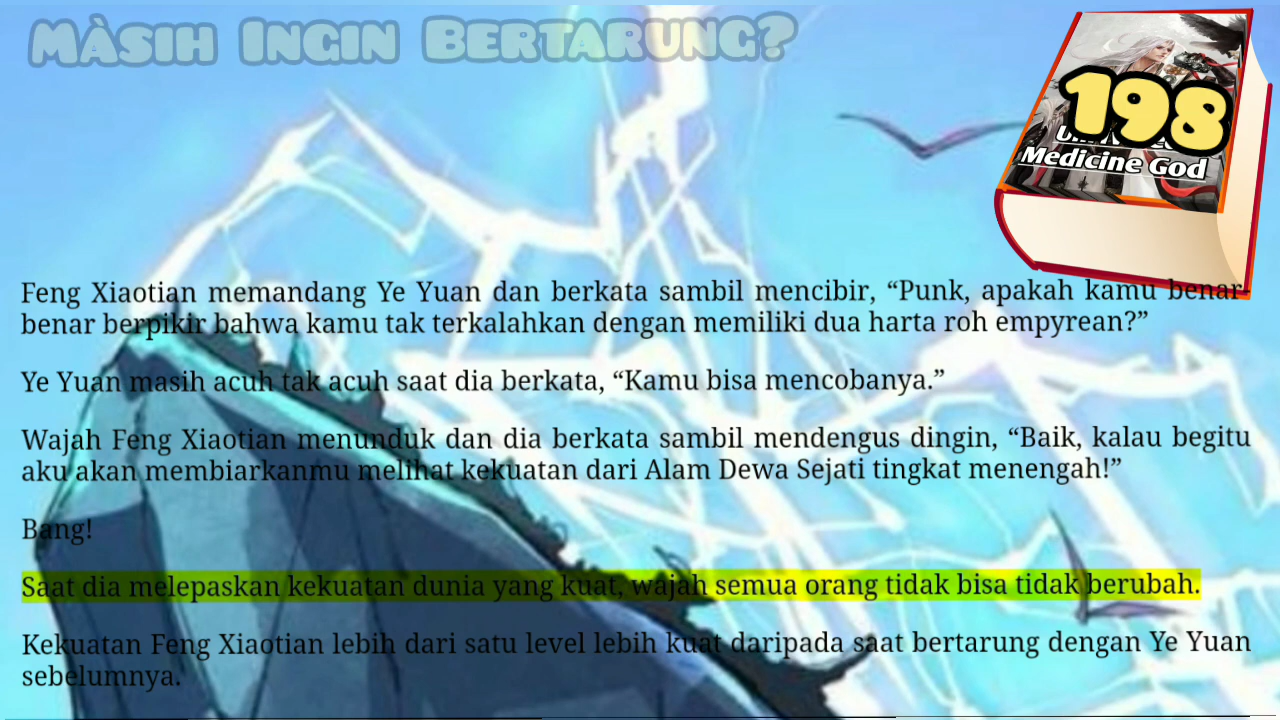 Màsih Ingin Bertarung?
198
Medicine God
Feng Xiaotian memandang Ye Yuan dan berkata sambil mencibir, “Punk, apakah kamu benar-
benar berpikir bahwa kamu tak terkalahkan dengan memiliki dua harta roh empyrean?”
Ye Yuan masih acuh tak acuh saat dia berkata, “Kamu bisa mencobanya.”
Wajah Feng Xiaotian menunduk dan dia berkata sambil mendengus dingin, “Baik, kalau begitu
aku akan membiarkanmu melihat kekuatan dari Alam Dewa Sejati tingkat menengah!”
Bang!
Saat dia melepaskan kekuatan dunia yang kuat, wajah semua orang tidak bisa tidak berubah.
Kekuatan Feng Xiaotian lebih dari satu level lebih kuat daripada saat bertarung dengan Ye Yuan
sebelumnya.